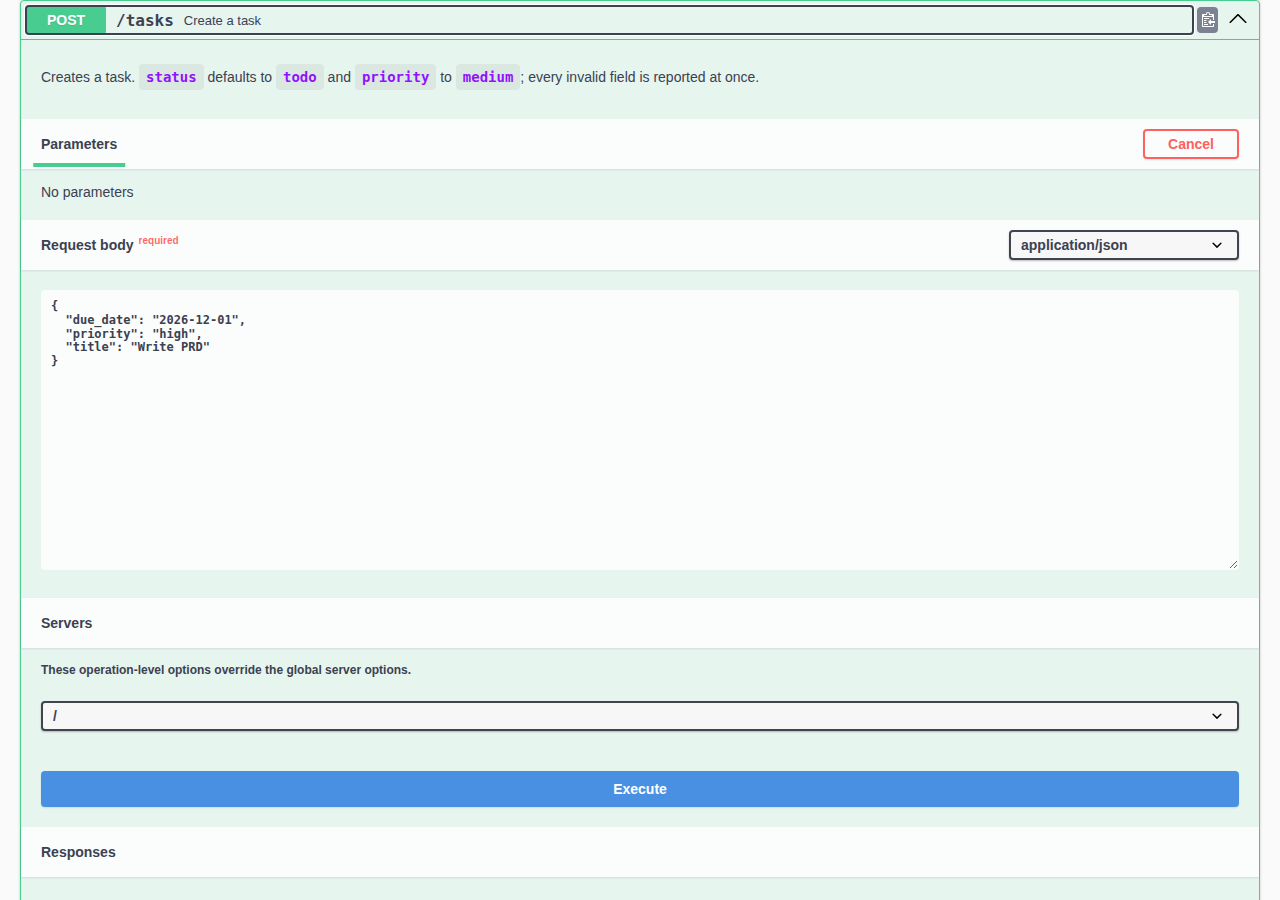 POST /tasks Create a task
Creates a task. status defaults to todo and priority to medium; every invalid field is reported at once.
Parameters Cancel
No parameters
Request body required application/json
{
  "due_date": "2026-12-01",
  "priority": "high",
  "title": "Write PRD"
}
Servers
These operation-level options override the global server options.
/
Execute
Responses